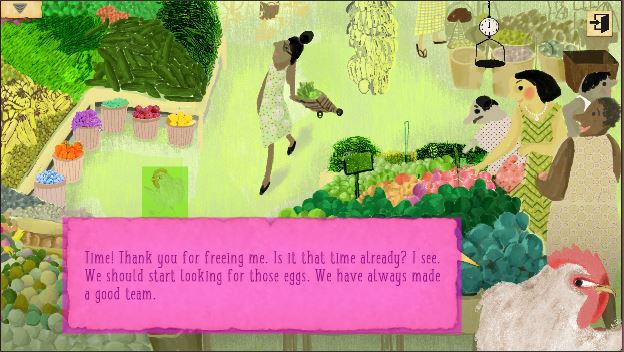 Time! Thank you for freeing me. Is it that time already? I see.
We should start looking for those eggs. We have always made
a good team.